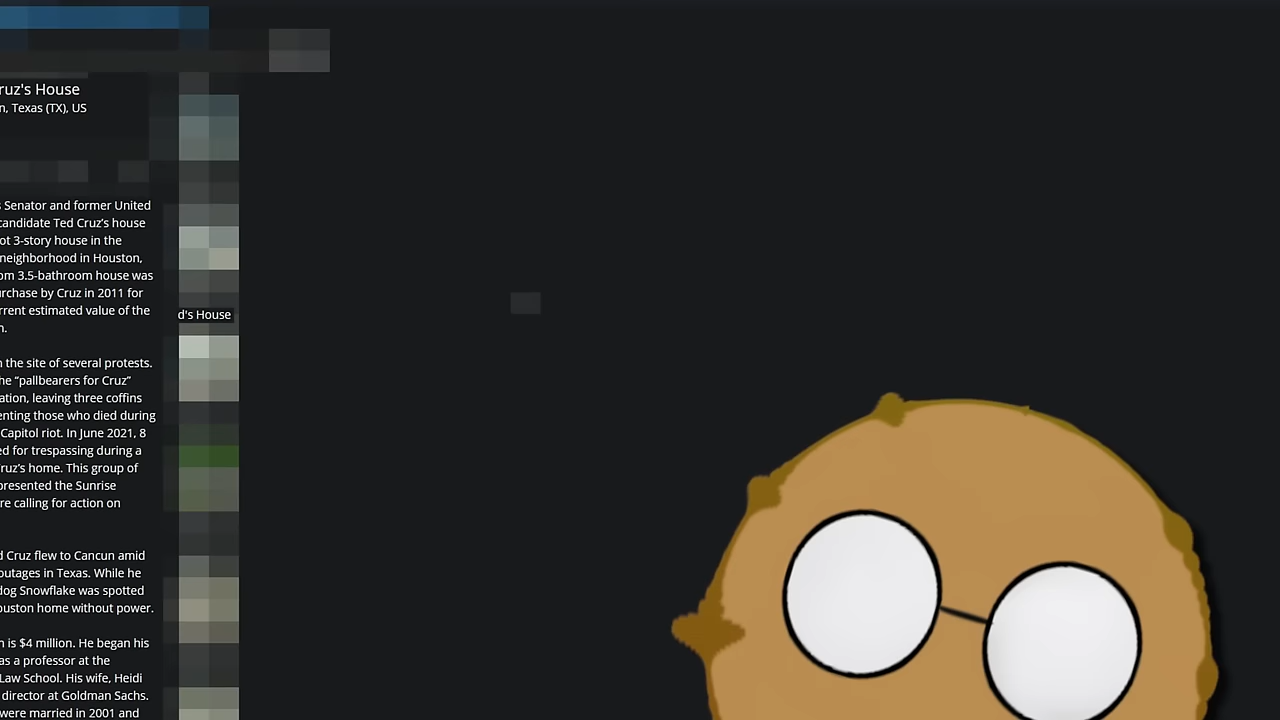 ruz's House
n, Texas (TX), US
s Senator and former United
candidate Ted Cruz's house
ot 3-story house in the
neighborhood in Houston,
om 3.5-bathroom house was
urchase by Cruz in 2011 for
rrent estimated value of the
n.
d's House
n the site of several protests.
he “pallbearers for Cruz”
ation, leaving three coffins
enting those who died during
Capitol riot. In June 2021, 8
ed for trespassing during a
ruz's home. This group of
presented the Sunrise
re calling for action on
d Cruz flew to Cancun amid
outages in Texas. While he
dog Snowflake was spotted
ouston home without power.
n is $4 million. He began his
as a professor at the
Law School. His wife, Heidi
director at Goldman Sachs.
were married in 2001 and